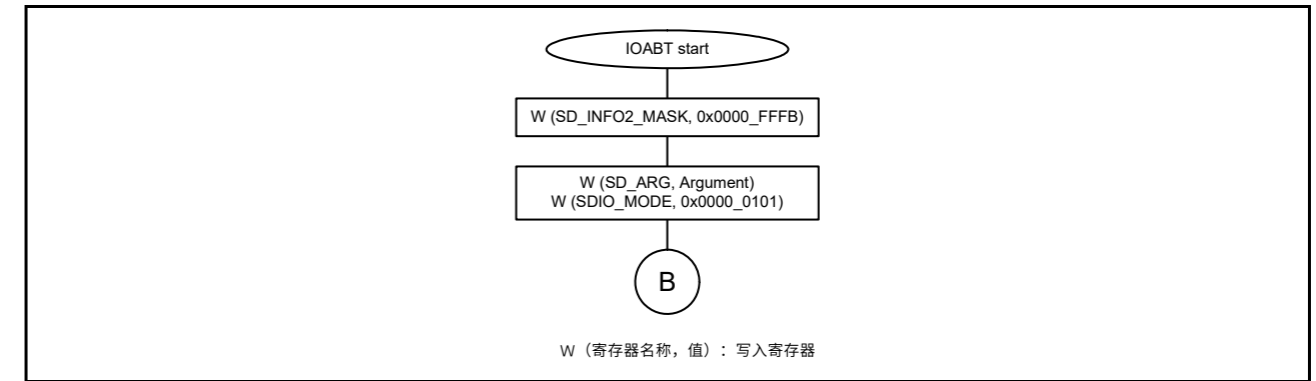 IOABT start
W (SD_INFO2_MASK, 0x0000_FFFB)
W (SD_ARG, Argument)
W (SDIO_MODE, 0x0000_0101)
B
W（寄存器名称，值）：写入寄存器